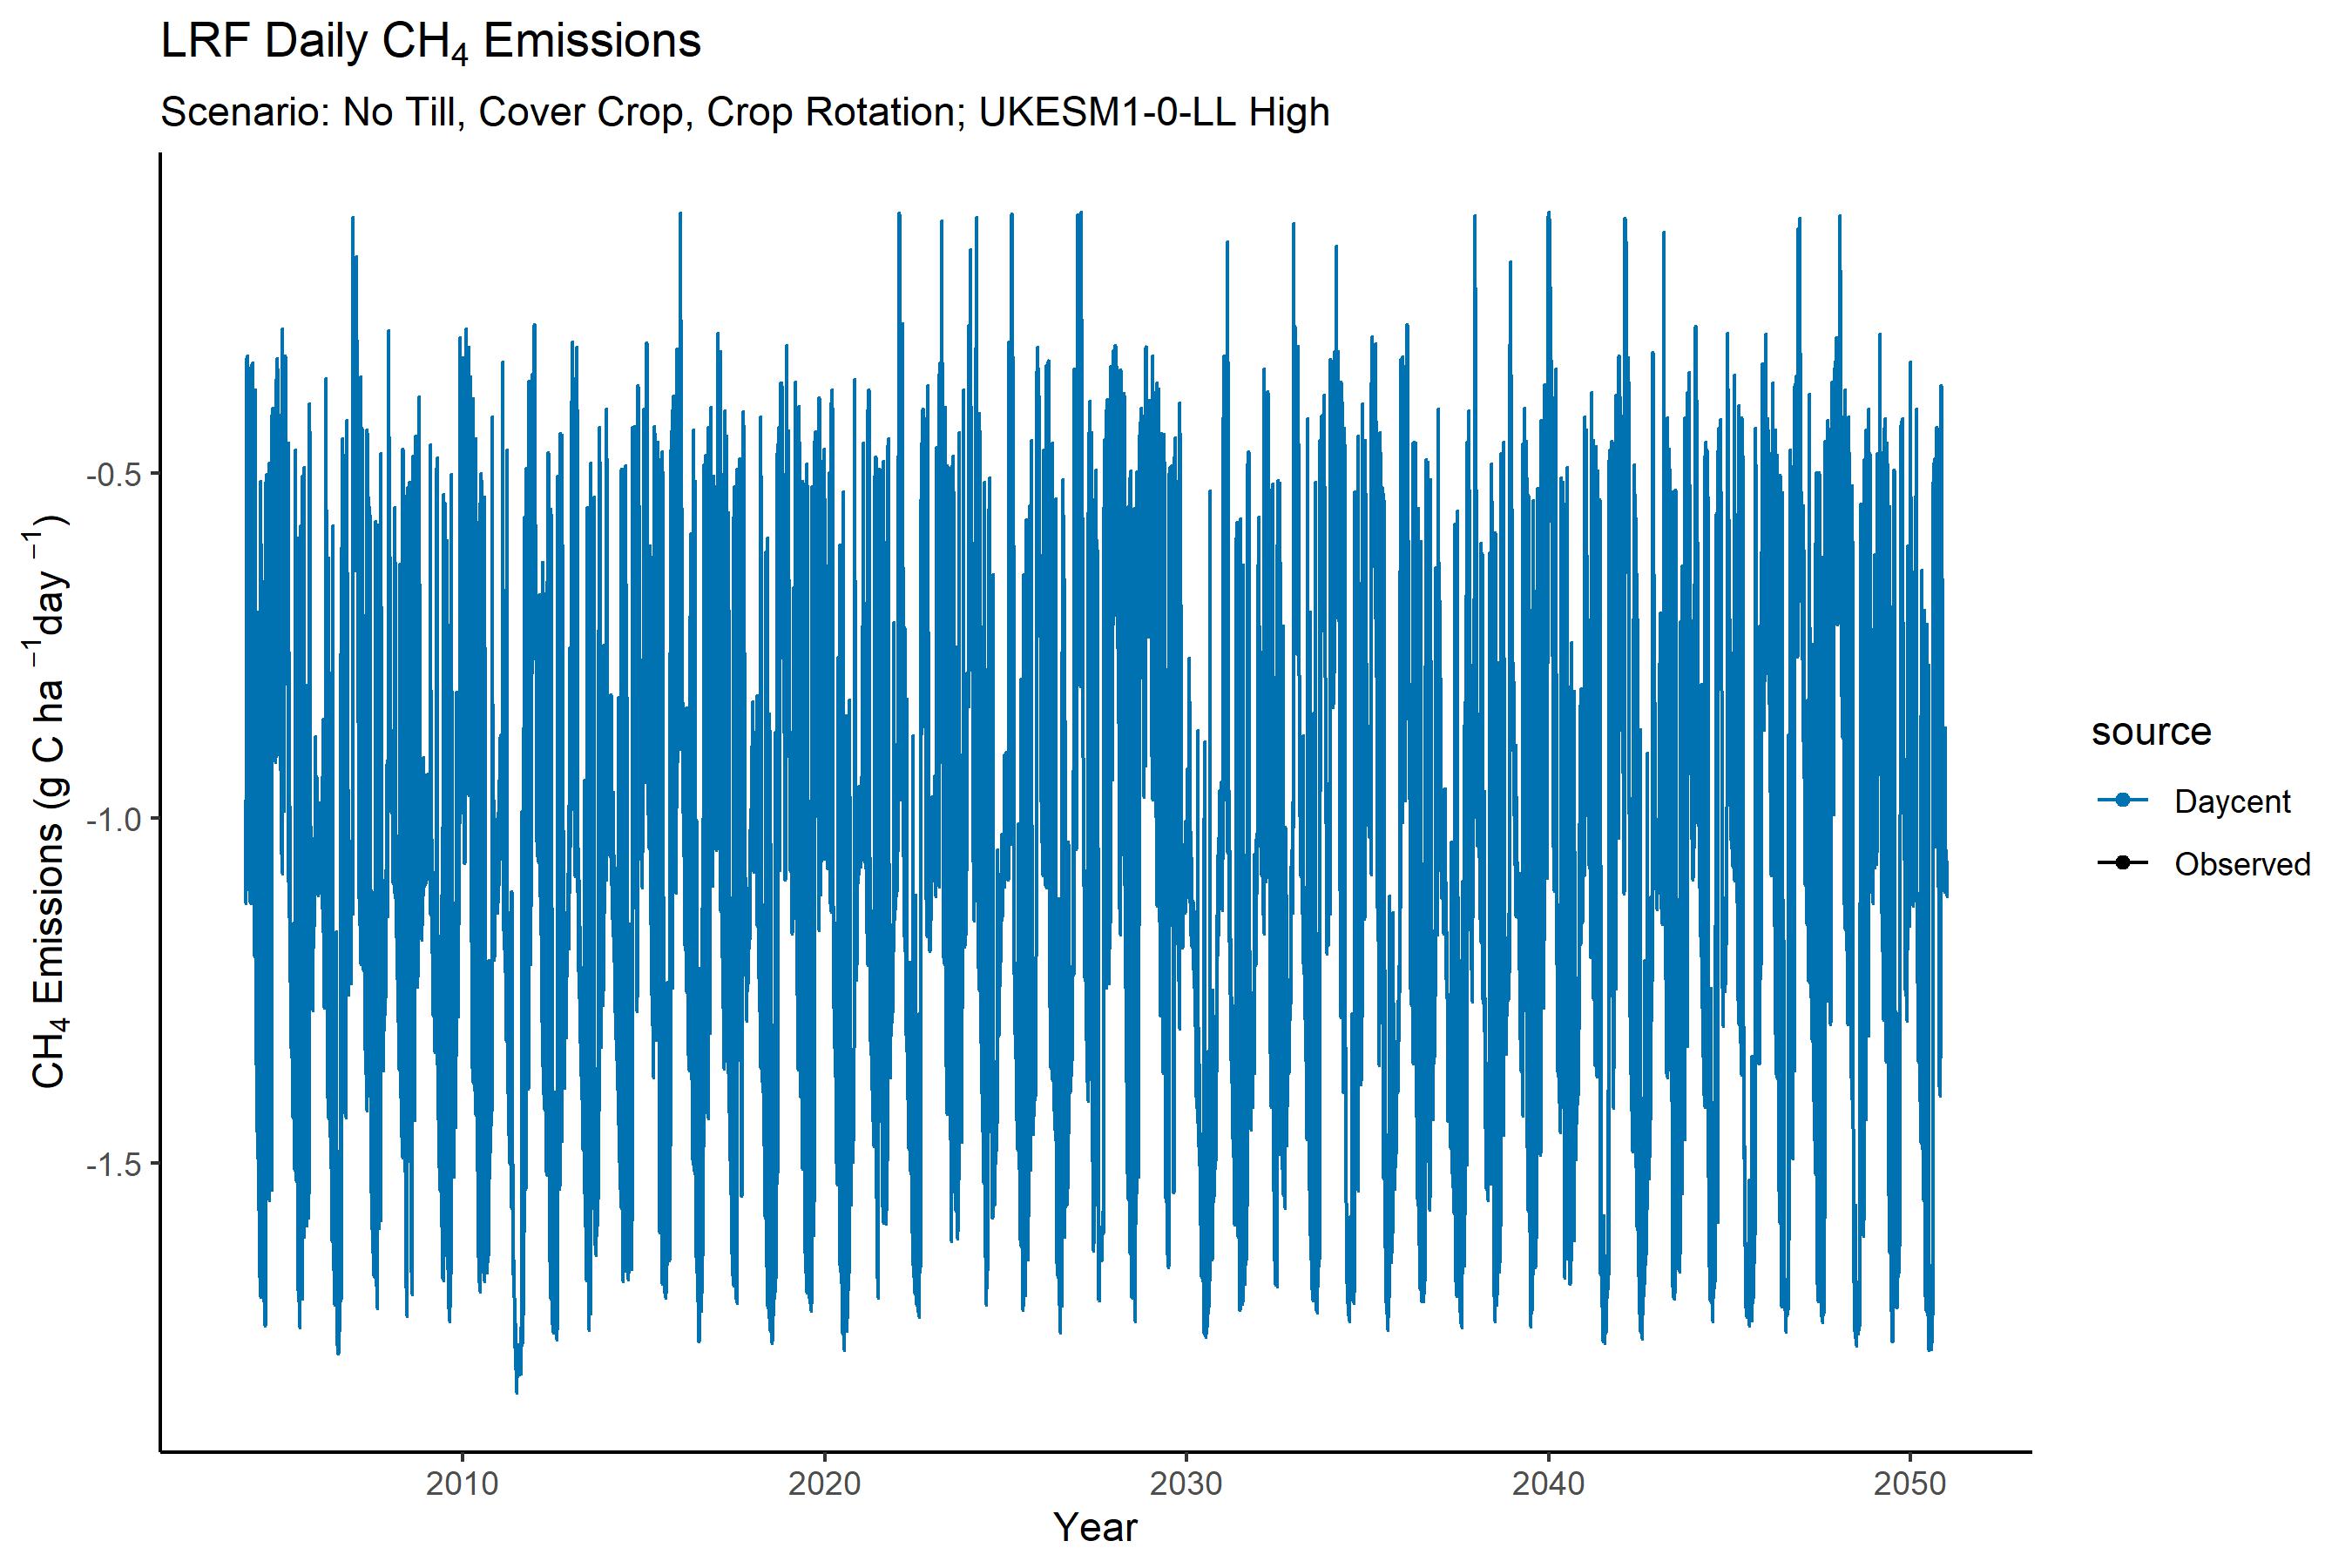 LRF Daily CH₄ Emissions
Scenario: No Till, Cover Crop, Crop Rotation; UKESM1-0-LL High
CH₄ Emissions (g C ha ⁻¹day ⁻¹)
-0.5
-1.0
-1.5
2010 2020 2030 2040 2050
Year
source
Daycent
Observed